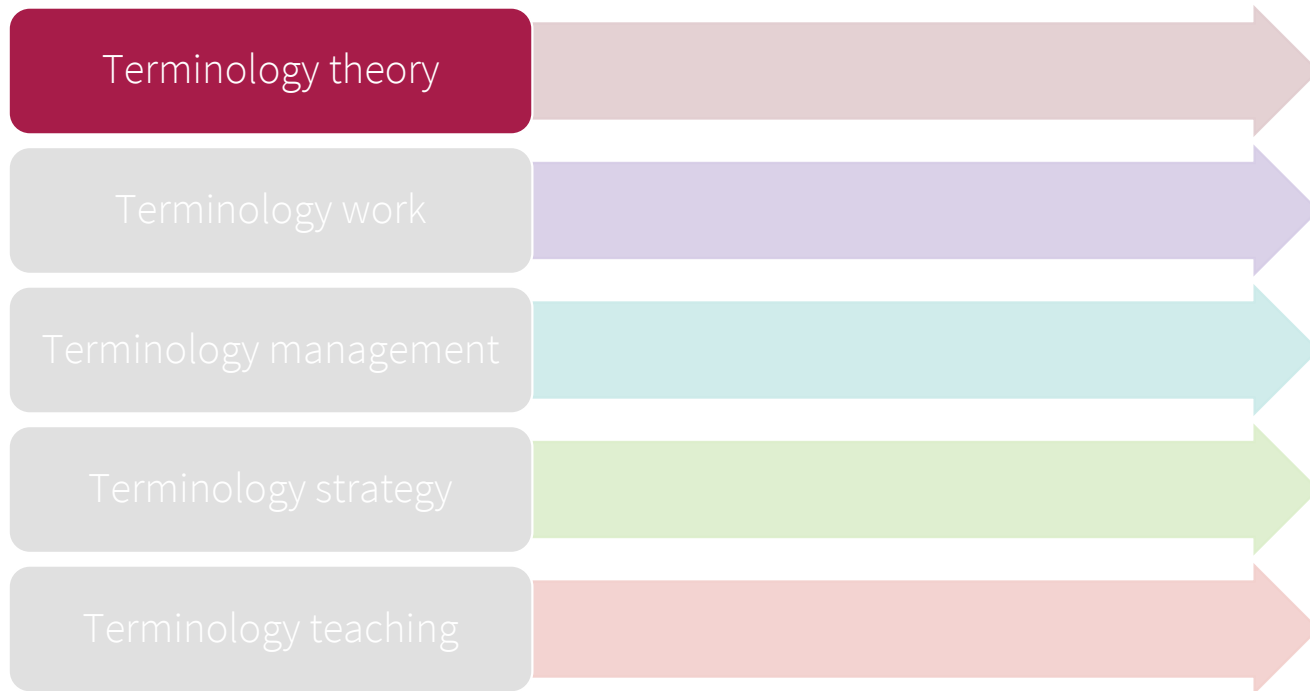 Terminology theory
Terminology work
Terminology management
Terminology strategy
Terminology teaching